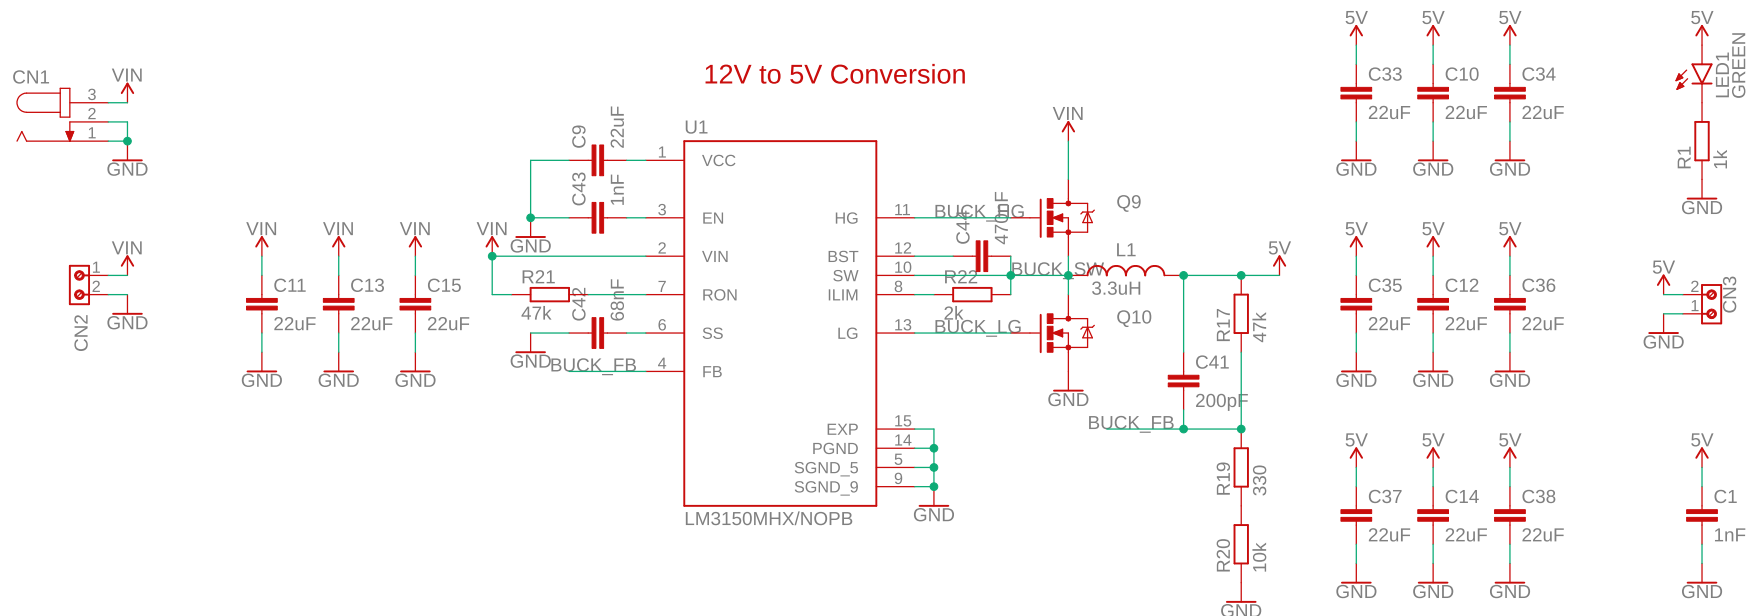 12V to 5V Conversion
CN1
VIN
3
2
1
GND
CN2
VIN
1
2
GND
VIN
C11
22uF
GND
VIN
C13
22uF
GND
VIN
C15
22uF
GND
U1
C9
22uF
1
VCC
C43
1nF
3
EN
GND
VIN
2
VIN
R21
47k
7
RON
C42
68nF
6
SS
GND
BUCK_FB
4
FB
HG
11
BUCK_HG
BST
12
C44
470nF
SW
10
BUCK_SW
ILIM
8
R22
2k
LG
13
BUCK_LG
EXP
15
PGND
14
SGND_5
5
SGND_9
9
GND
LM3150MHX/NOPB
VIN
Q9
L1
3.3uH
Q10
GND
5V
R17
47k
C41
200pF
BUCK_FB
R19
330
R20
10k
GND
5V
C33
22uF
GND
5V
C10
22uF
GND
5V
C34
22uF
GND
5V
C35
22uF
GND
5V
C12
22uF
GND
5V
C36
22uF
GND
5V
C37
22uF
GND
5V
C14
22uF
GND
5V
C38
22uF
GND
5V
LED1
GREEN
R1
1k
GND
5V
2
1
CN3
GND
5V
C1
1nF
GND